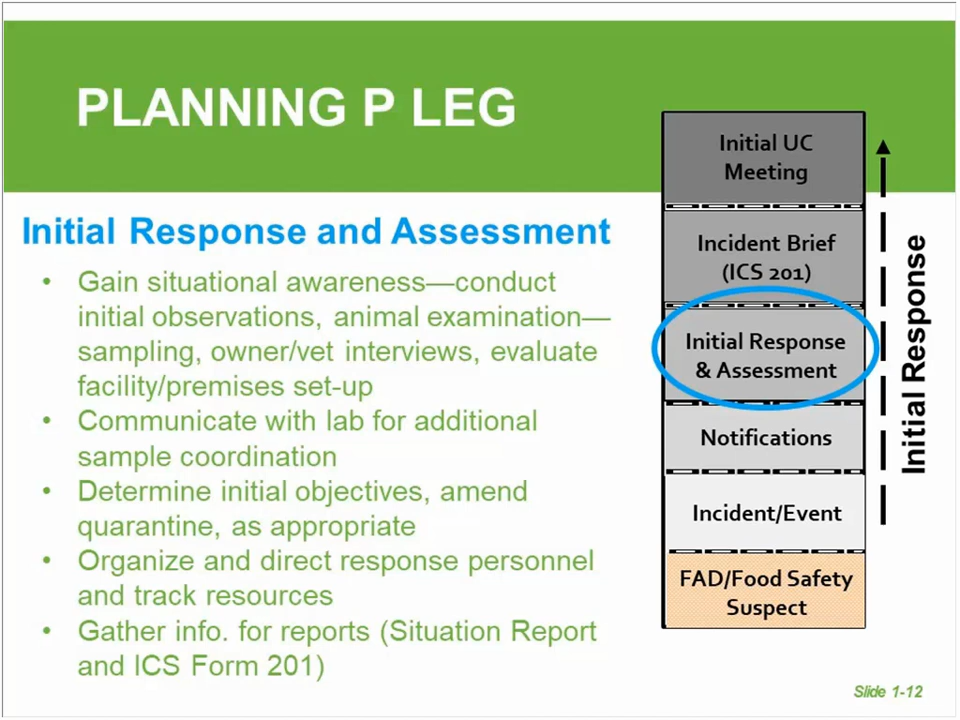 PLANNING P LEG
Initial Response and Assessment
• Gain situational awareness—conduct
initial observations, animal examination—
sampling, owner/vet interviews, evaluate
facility/premises set-up
• Communicate with lab for additional
sample coordination
• Determine initial objectives, amend
quarantine, as appropriate
• Organize and direct response personnel
and track resources
• Gather info. for reports (Situation Report
and ICS Form 201)
Initial UC
Meeting
Incident Brief
(ICS 201)
Initial Response
& Assessment
Notifications
Incident/Event
FAD/Food Safety
Suspect
Initial Response
Slide 1-12